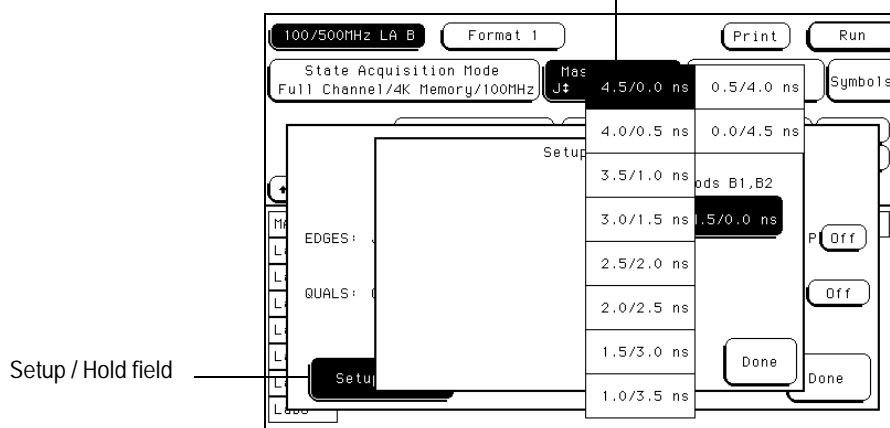 100/500MHz LA B Format 1 Print Run
State Acquisition Mode
Full Channel/4K Memory/100MHz
Mas
J‡
Symbols
4.5/0.0 ns 0.5/4.0 ns
4.0/0.5 ns 0.0/4.5 ns
Setup
3.5/1.0 ns
ods B1,B2
3.0/1.5 ns
.5/0.0 ns
EDGES:
P Off
2.5/2.0 ns
QUALS:
Off
2.0/2.5 ns
1.5/3.0 ns
Done
Setup / Hold field
Setu
Done
1.0/3.5 ns